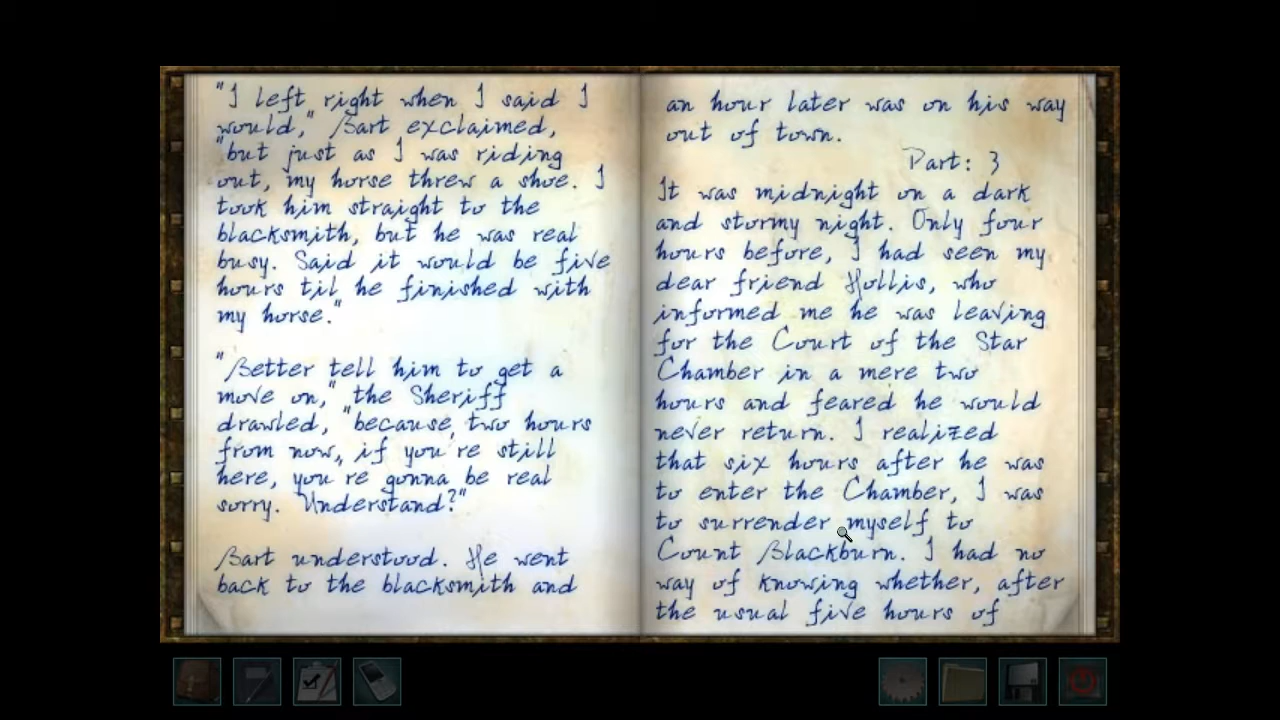 "I left right when I said I
would," Bart exclaimed,
"but just as I was riding
out, my horse threw a shoe. I
took him straight to the
blacksmith, but he was real
busy. Said it would be five
hours til he finished with
my horse."
"Better tell him to get a
move on," the Sheriff
drawled, "because two hours
from now, if you're still
here, you're gonna be real
sorry. Understand?"
Bart understood. He went
back to the blacksmith and
an hour later was on his way
out of town.
Part: 3
It was midnight on a dark
and stormy night. Only four
hours before, I had seen my
dear friend Hollis, who
informed me he was leaving
for the Court of the Star
Chamber in a mere two
hours and feared he would
never return. I realized
that six hours after he was
to enter the Chamber, I was
to surrender myself to
Count Blackburn. I had no
way of knowing whether, after
the usual five hours of